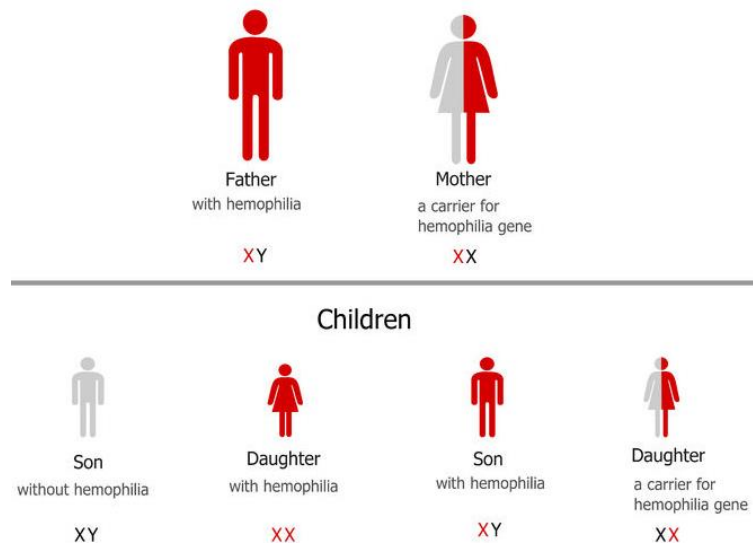 Father
with hemophilia
XY
Mother
a carrier for
hemophilia gene
XX
Children
Son
without hemophilia
XY
Daughter
with hemophilia
XX
Son
with hemophilia
XY
Daughter
a carrier for
hemophilia gene
XX